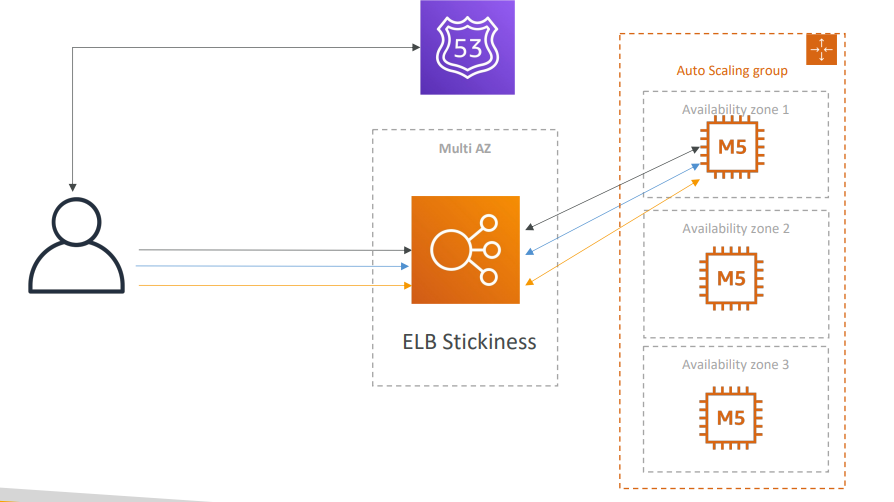 53
Auto Scaling group
Availability zone 1
M5
Multi AZ
Availability zone 2
M5
ELB Stickiness
Availability zone 3
M5